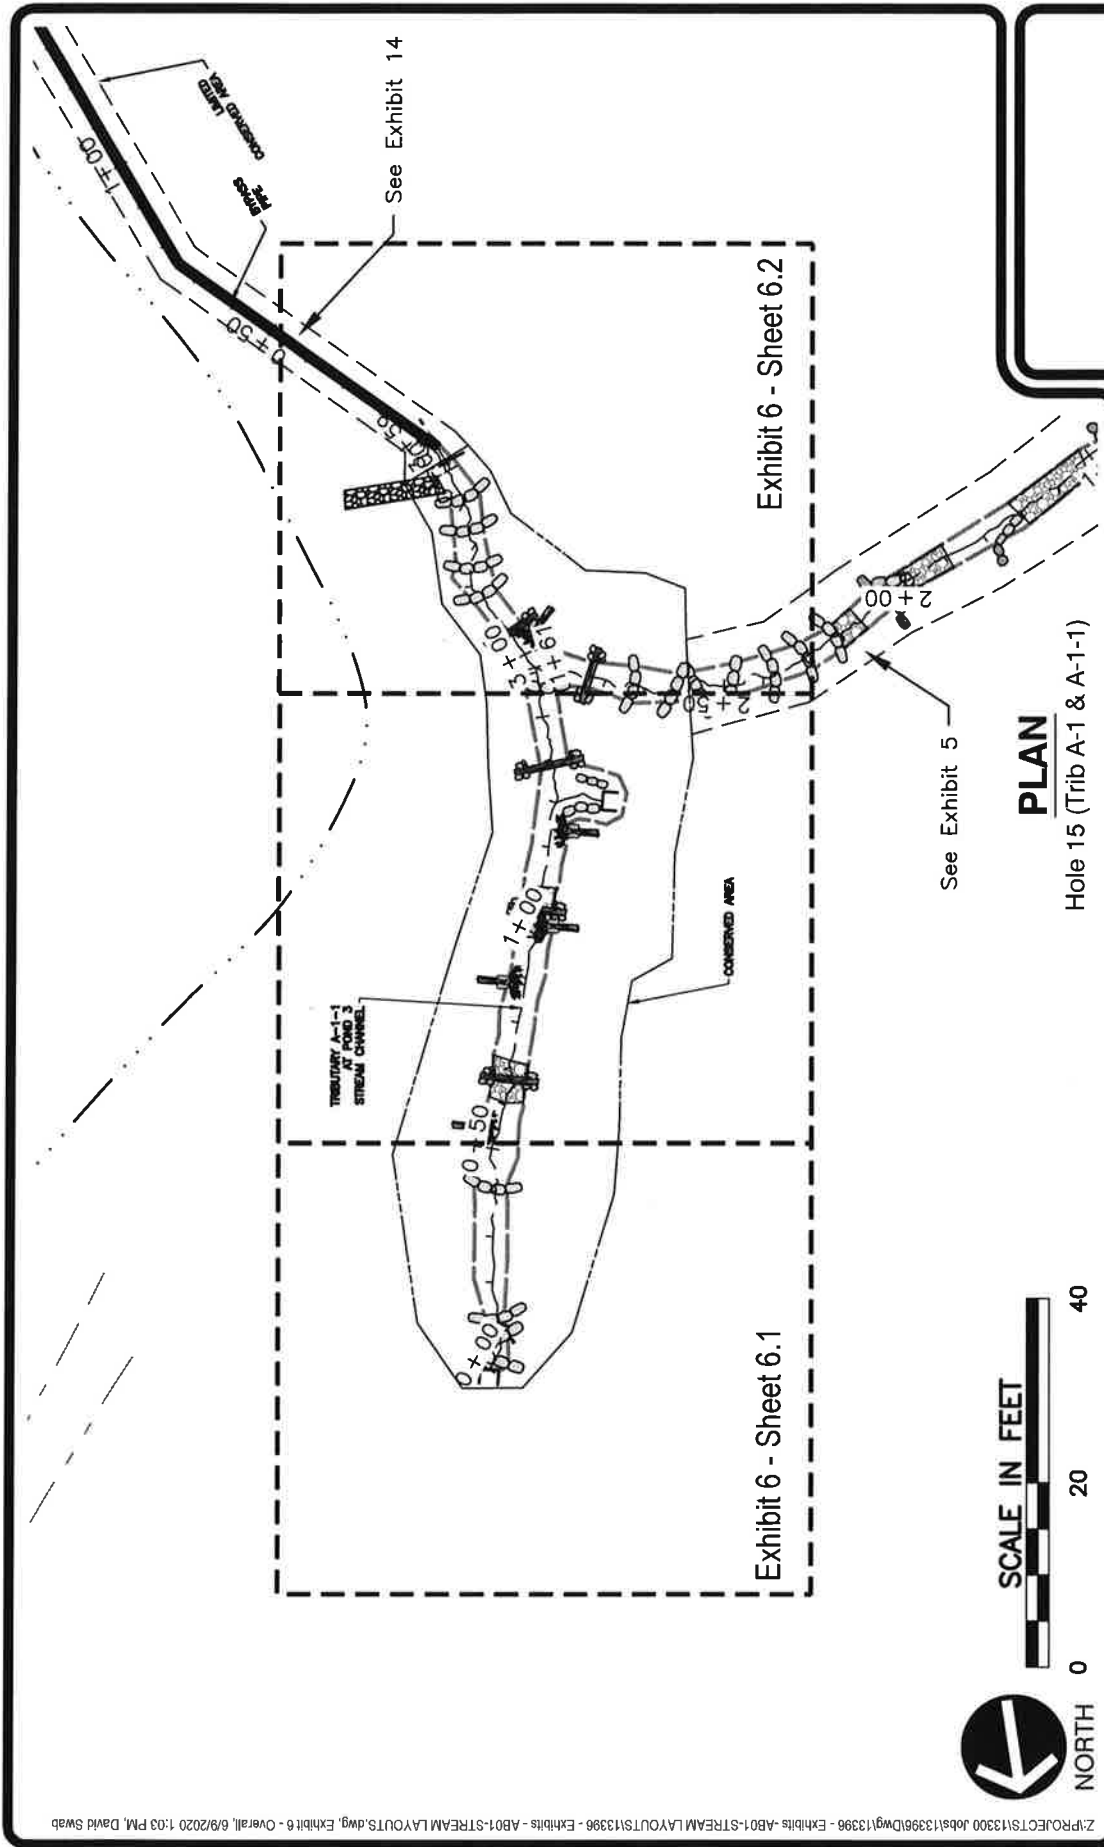 LIMITED
CONSERVED AREA
1+00
BYPASS
PIPE
See Exhibit 14
0+50
Exhibit 6 - Sheet 6.2
3+00
1+61
2+50
2+00
See Exhibit 5
TRIBUTARY A-1-1
AT POND 3
STREAM CHANNEL
1+00
CONSERVED AREA
0+50
0+00
Exhibit 6 - Sheet 6.1
PLAN
Hole 15 (Trib A-1 & A-1-1)
SCALE IN FEET
0 20 40
NORTH
Z:\PROJECTS\13300 Jobs\13396\Dwg\13396 - Exhibits -AB01-STREAM LAYOUTS\13396 - Exhibits - AB01-STREAM LAYOUTS.dwg, Exhibit 6 - Overall, 6/9/2020 1:03 PM, David Swab